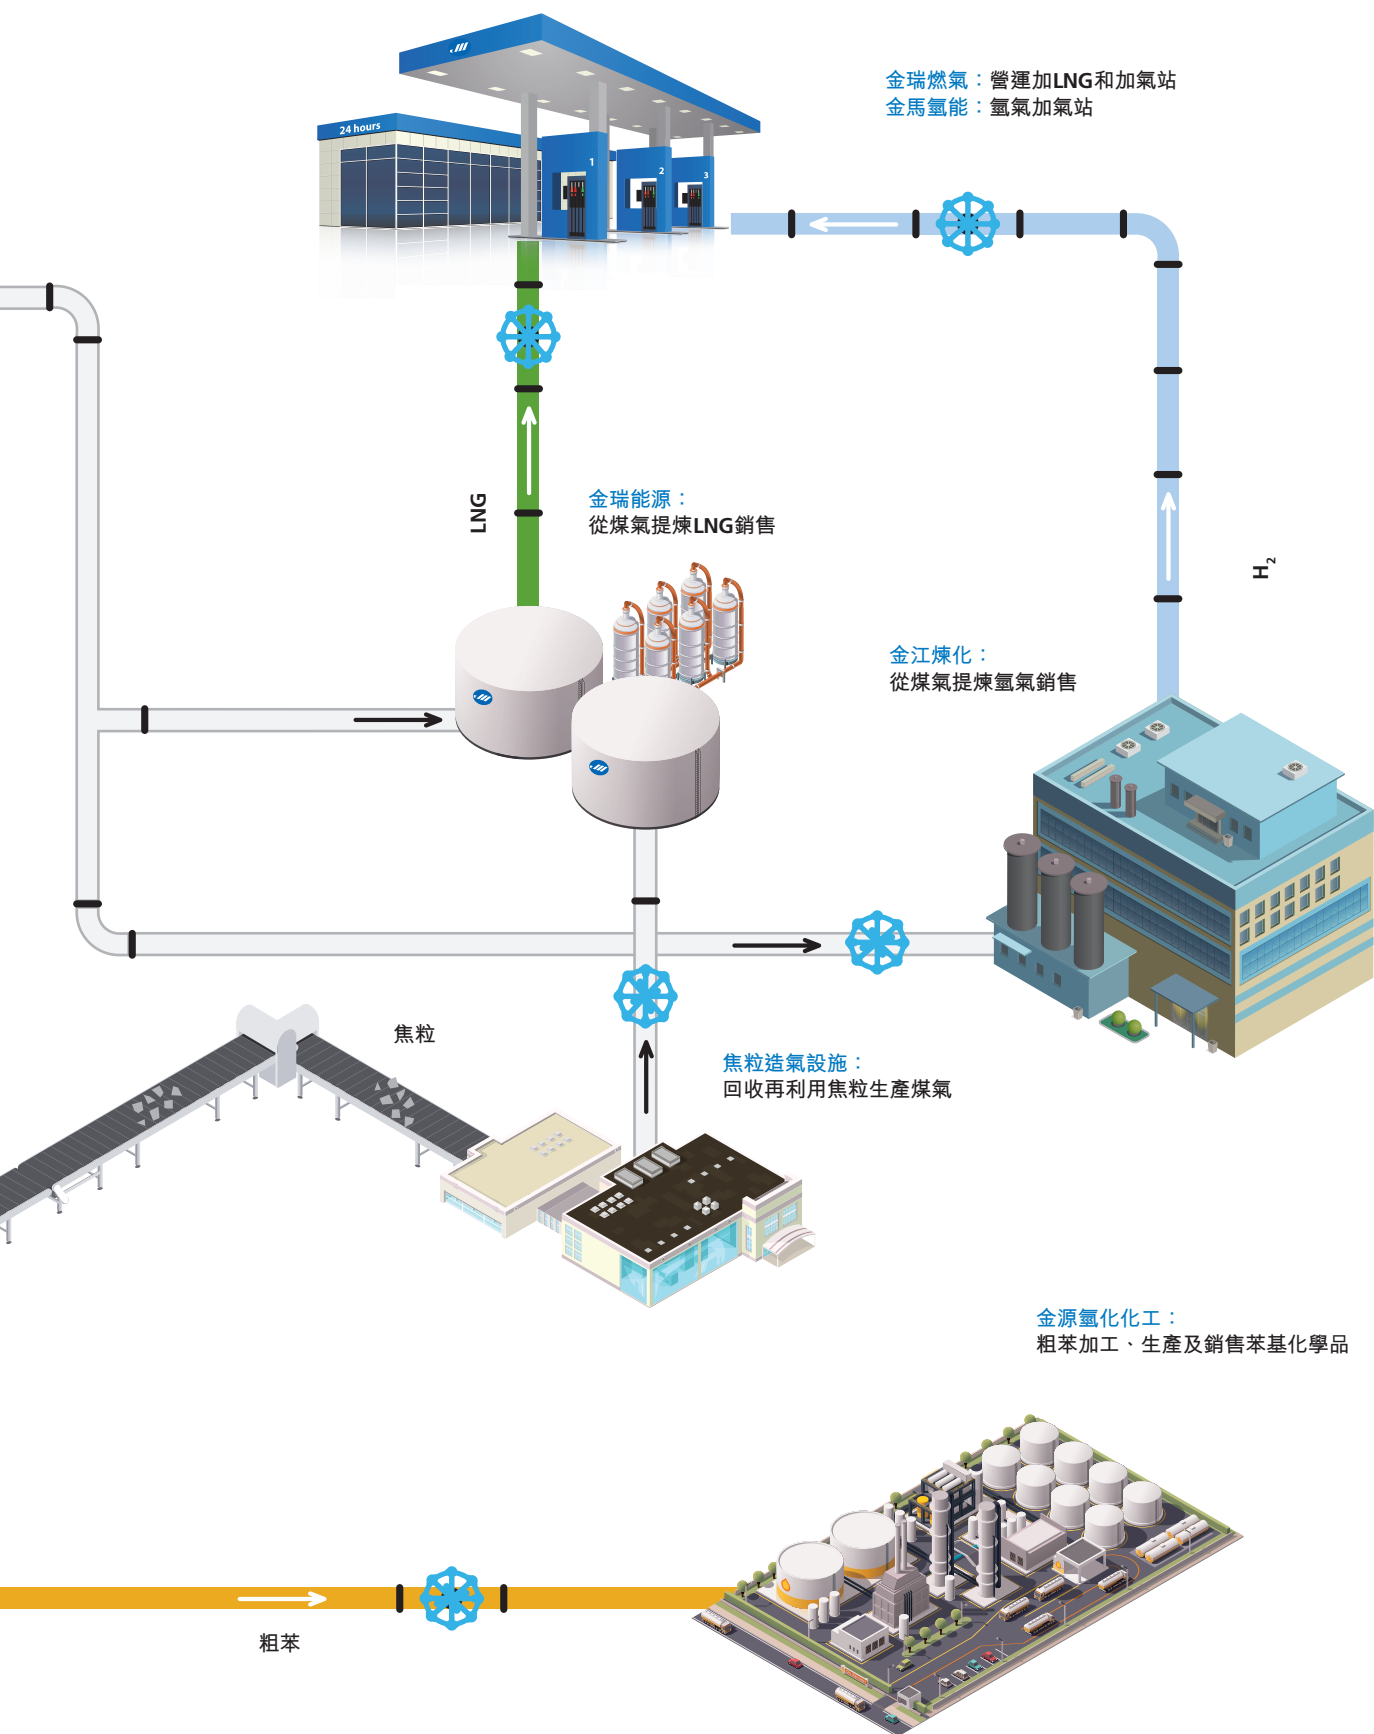 金瑞燃氣：營運加LNG和加氣站
金馬氫能：氫氣加氣站
24 hours
1
2
3
LNG
金瑞能源：
從煤氣提煉LNG銷售
H₂
金江煉化：
從煤氣提煉氫氣銷售
焦粒
焦粒造氣設施：
回收再利用焦粒生產煤氣
金源氫化化工：
粗苯加工、生產及銷售苯基化學品
粗苯